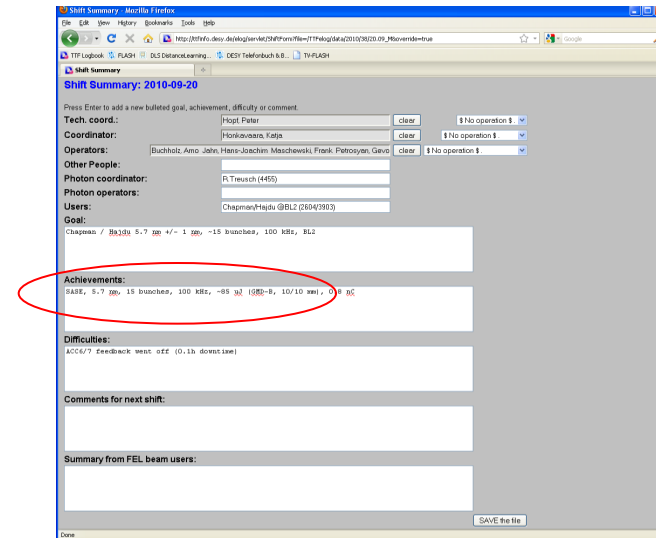 Shift Summary - Mozilla Firefox
File Edit View History Bookmarks Tools Help
http://ttfinfo.desy.de/elog/servlet/ShiftForm?file=/TTFelog/data/2010/38/20.09_M&override=true
Google
TTF Logbook FLASH DLS DistanceLearning... DESY Telefonbuch & B... TV-FLASH
Shift Summary
Shift Summary: 2010-09-20
Press Enter to add a new bulleted goal, achievement, difficulty or comment.
Tech. coord.: Hopf, Peter clear $ No operation $ .
Coordinator: Honkavaara, Katja clear $ No operation $ .
Operators: Buchholz, Arno Jahn, Hans-Joachim Maschewski, Frank Petrosyan, Gevo clear $ No operation $ .
Other People:
Photon coordinator: R.Treusch (4455)
Photon operators:
Users: Chapman/Hajdu @BL2 (2604/3903)
Goal:
Chapman / Hajdu 5.7 nm +/- 1 nm, ~15 bunches, 100 kHz, BL2
Achievements:
SASE, 5.7 nm, 15 bunches, 100 kHz, ~85 uJ (GMD-B, 10/10 mm), 0.8 nC
Difficulties:
ACC6/7 feedback went off (0.1h downtime)
Comments for next shift:
Summary from FEL beam users:
SAVE the file
Done